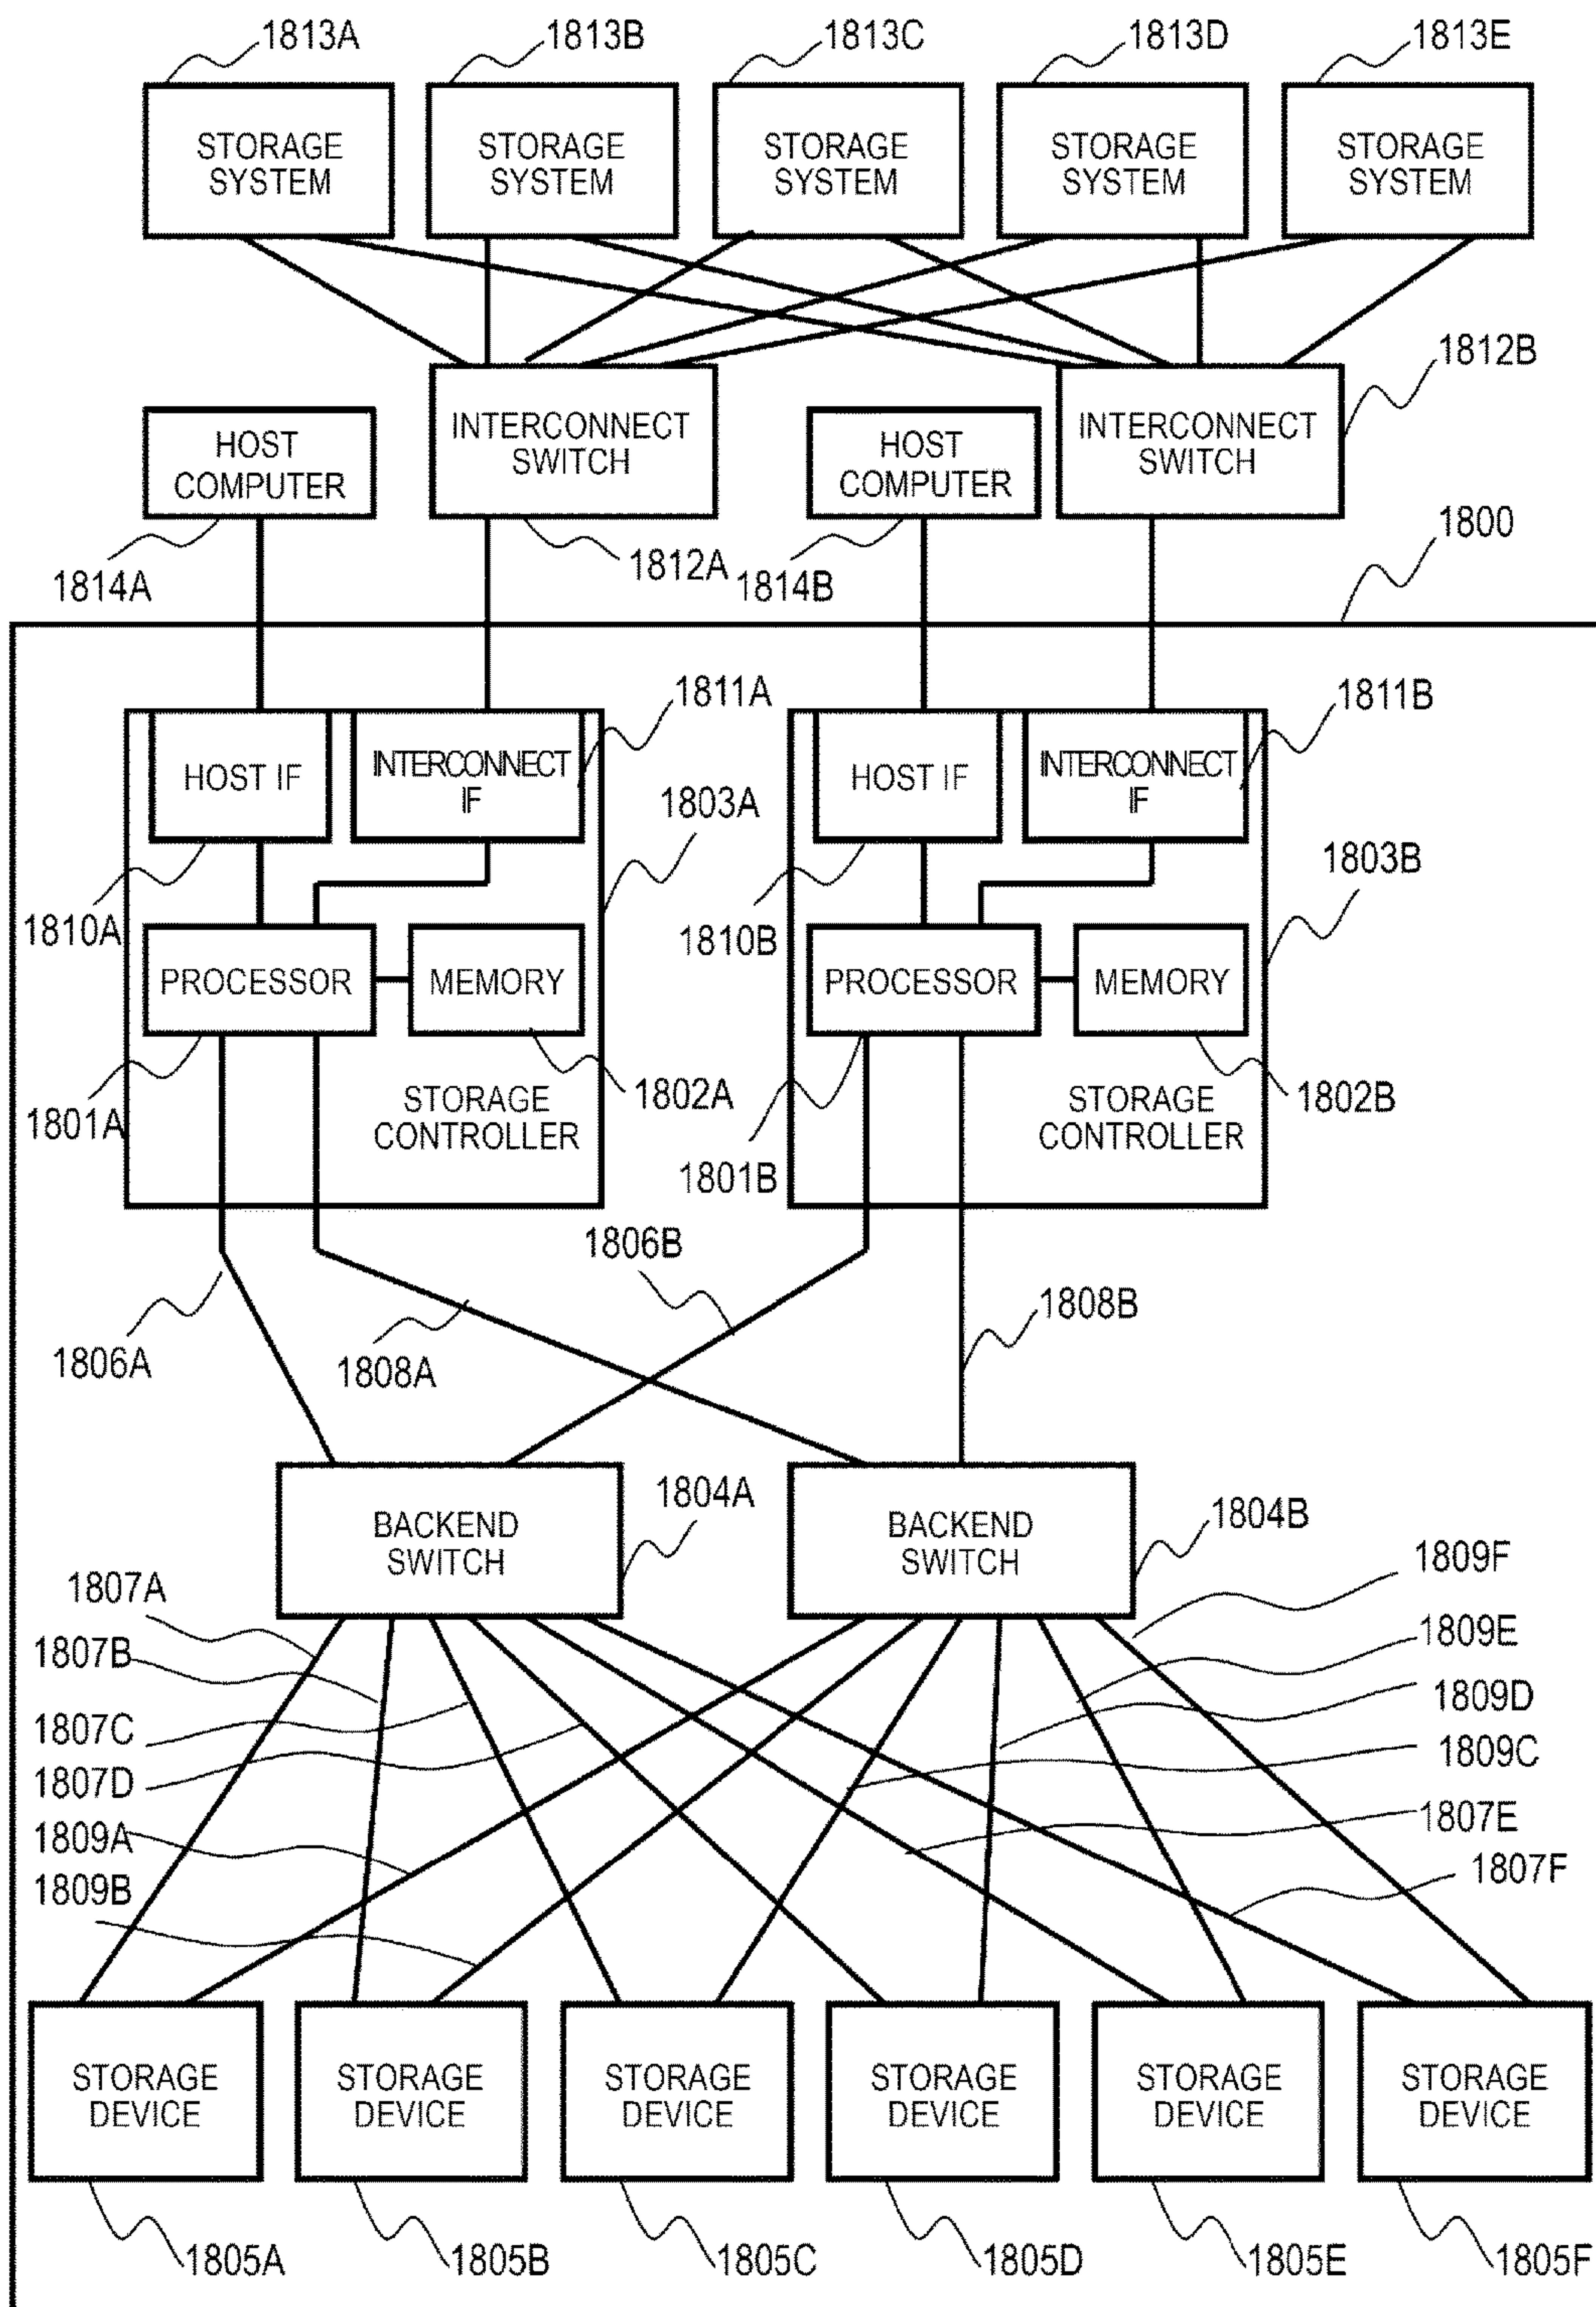 1813A
1813B
1813C
1813D
1813E
STORAGE
SYSTEM
STORAGE
SYSTEM
STORAGE
SYSTEM
STORAGE
SYSTEM
STORAGE
SYSTEM
1812B
HOST
COMPUTER
INTERCONNECT
SWITCH
HOST
COMPUTER
INTERCONNECT
SWITCH
1814A
1812A
1814B
1800
1811A
1811B
HOST IF
INTERCONNECT
IF
1803A
HOST IF
INTERCONNECT
IF
1803B
1810A
1810B
PROCESSOR
MEMORY
PROCESSOR
MEMORY
1801A
1802A
STORAGE
CONTROLLER
1801B
1802B
STORAGE
CONTROLLER
1806B
1806A
1808A
1808B
BACKEND
SWITCH
1804A
BACKEND
SWITCH
1804B
1809F
1807A
1809E
1807B
1809D
1807C
1809C
1807D
1807E
1809A
1807F
1809B
STORAGE
DEVICE
STORAGE
DEVICE
STORAGE
DEVICE
STORAGE
DEVICE
STORAGE
DEVICE
STORAGE
DEVICE
1805A
1805B
1805C
1805D
1805E
1805F